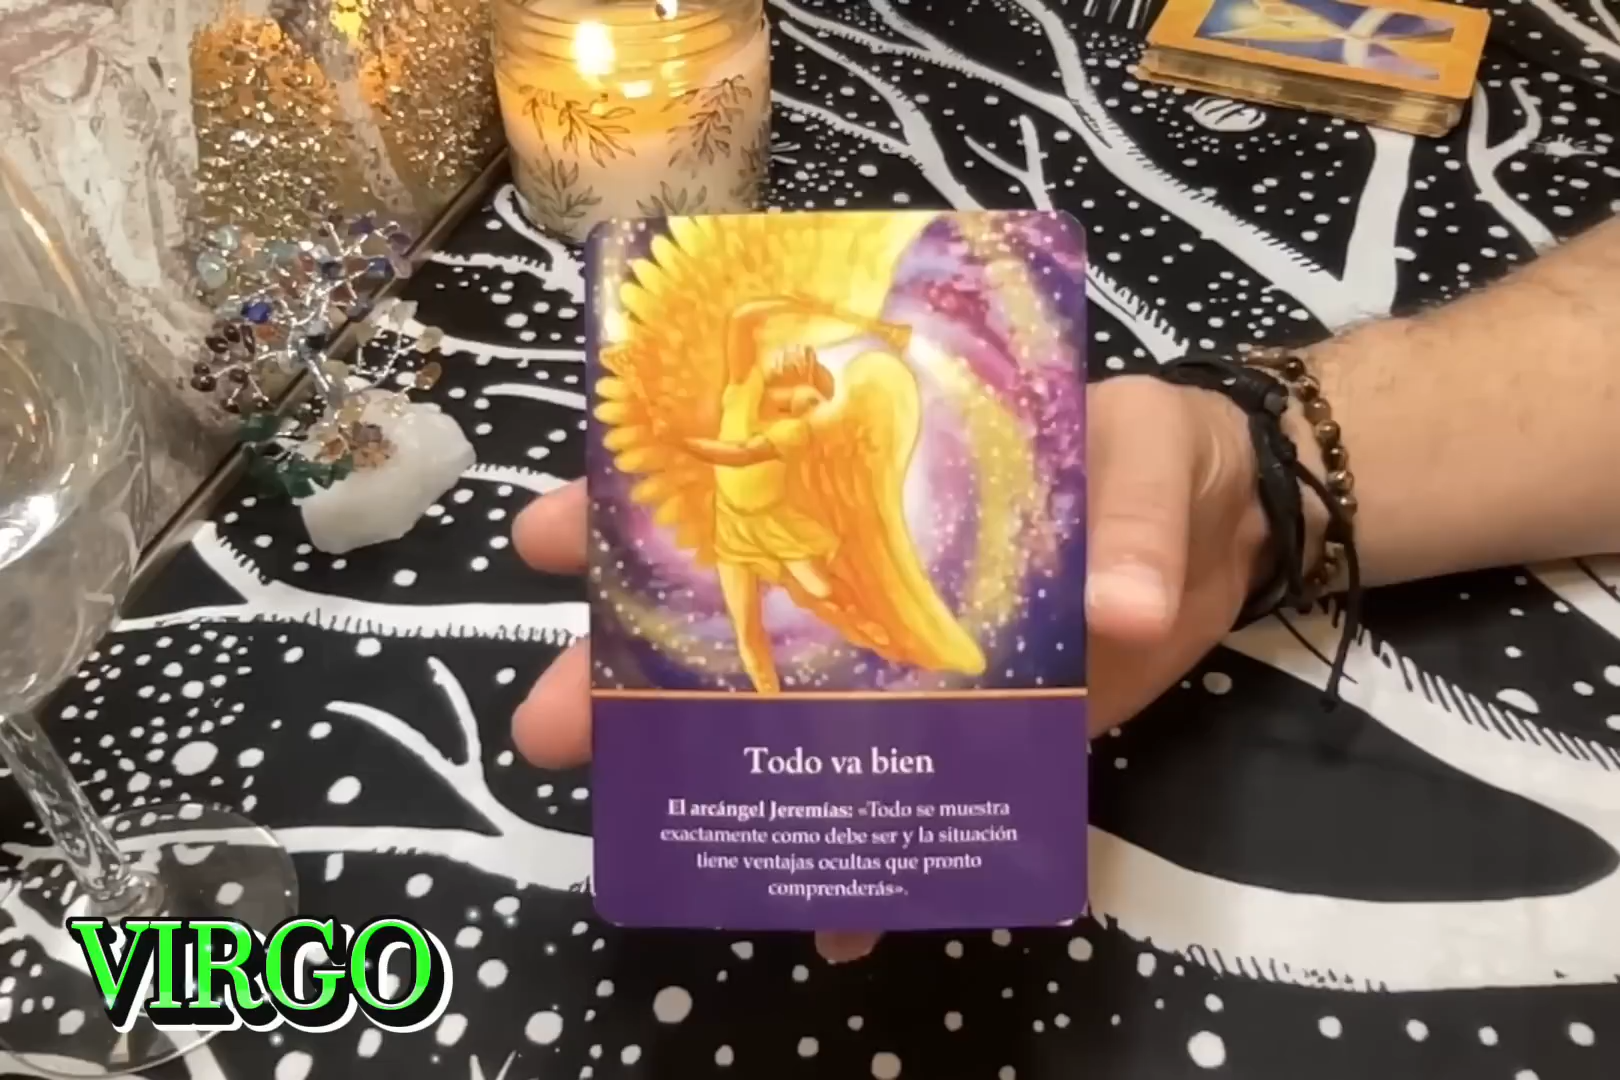 Todo va bien
El arcángel Jeremías: «Todo se muestra
exactamente como debe ser y la situación
tiene ventajas ocultas que pronto
comprenderás».
VIRGO